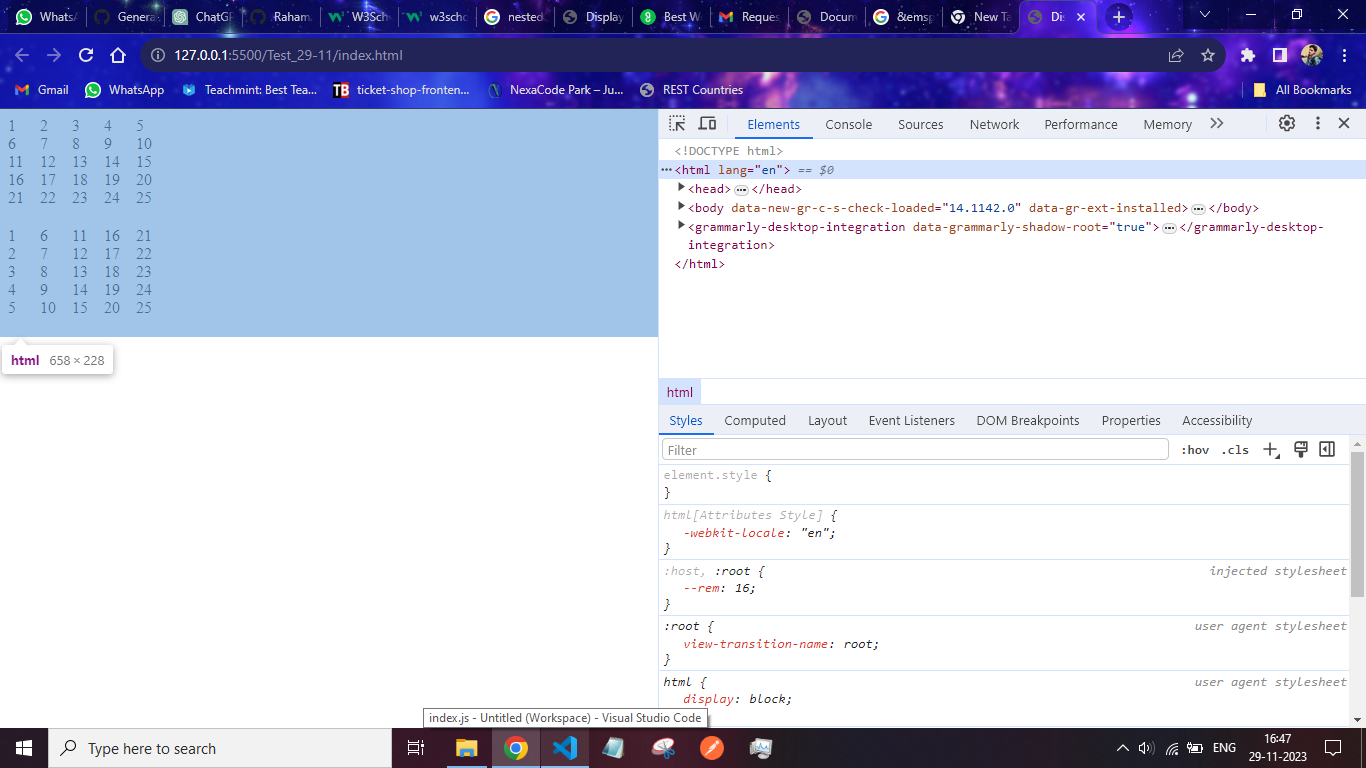 WhatsA
Genera
ChatGP
Raham
W3Sch
w3scho
nested
Display
Best W
Reques
Docum
&emsp
New Ta
Dis
127.0.0.1:5500/Test_29-11/index.html
Gmail
WhatsApp
Teachmint: Best Tea...
TB ticket-shop-fronten...
NexaCode Park – Ju...
REST Countries
All Bookmarks
1 2 3 4 5
6 7 8 9 10
11 12 13 14 15
16 17 18 19 20
21 22 23 24 25
1 6 11 16 21
2 7 12 17 22
3 8 13 18 23
4 9 14 19 24
5 10 15 20 25
html 658 × 228
Elements Console Sources Network Performance Memory
<!DOCTYPE html>
<html lang="en"> == $0
<head>…</head>
<body data-new-gr-c-s-check-loaded="14.1142.0" data-gr-ext-installed>…</body>
<grammarly-desktop-integration data-grammarly-shadow-root="true">…</grammarly-desktop-
integration>
</html>
html
Styles Computed Layout Event Listeners DOM Breakpoints Properties Accessibility
Filter
:hov .cls
element.style {
}
html[Attributes Style] {
-webkit-locale: "en";
}
:host, :root { injected stylesheet
--rem: 16;
}
:root { user agent stylesheet
view-transition-name: root;
}
html { user agent stylesheet
display: block;
index.js - Untitled (Workspace) - Visual Studio Code
Type here to search
ENG
16:47
29-11-2023